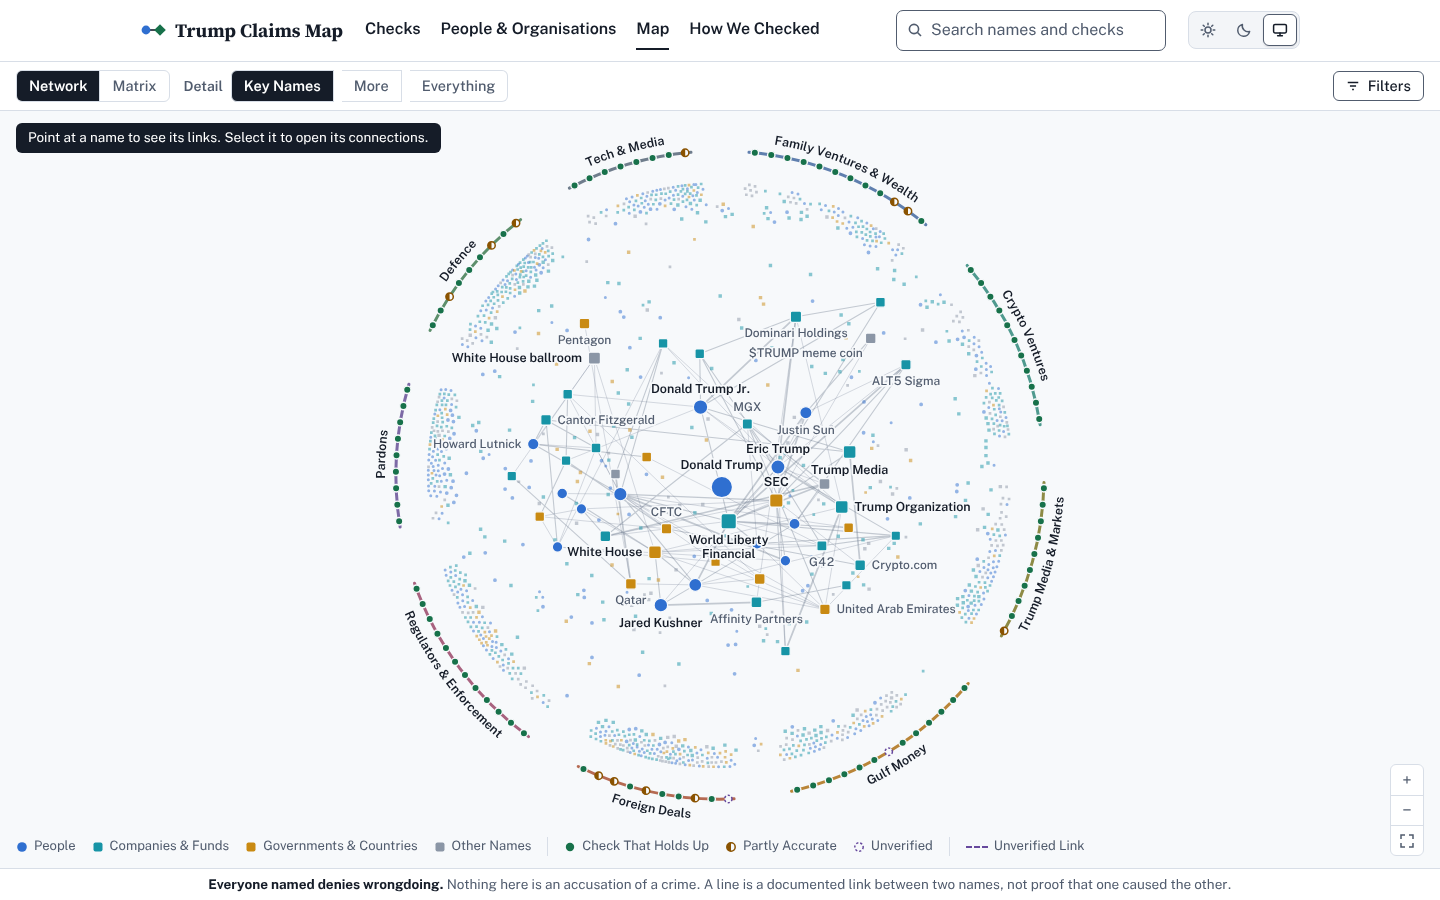 Trump Claims Map
Checks
People & Organisations
Map
How We Checked
Search names and checks
Network
Matrix
Detail
Key Names
More
Everything
Filters
Point at a name to see its links. Select it to open its connections.
Tech & Media
Family Ventures & Wealth
Defence
Crypto Ventures
Pardons
Trump Media & Markets
Regulators & Enforcement
Gulf Money
Foreign Deals
Dominari Holdings
Pentagon
$TRUMP meme coin
White House ballroom
ALT5 Sigma
Donald Trump Jr.
MGX
Cantor Fitzgerald
Justin Sun
Howard Lutnick
Eric Trump
Donald Trump
Trump Media
SEC
Trump Organization
CFTC
World Liberty
Financial
White House
G42
Crypto.com
Qatar
United Arab Emirates
Jared Kushner
Affinity Partners
People
Companies & Funds
Governments & Countries
Other Names
Check That Holds Up
Partly Accurate
Unverified
Unverified Link
Everyone named denies wrongdoing. Nothing here is an accusation of a crime. A line is a documented link between two names, not proof that one caused the other.